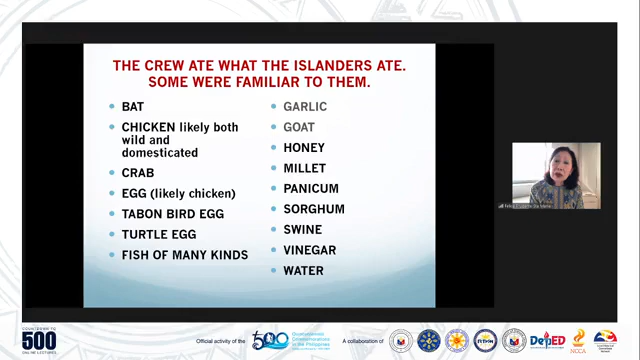 THE CREW ATE WHAT THE ISLANDERS ATE.
SOME WERE FAMILIAR TO THEM.
BAT
CHICKEN likely both
wild and
domesticated
CRAB
EGG (likely chicken)
TABON BIRD EGG
TURTLE EGG
FISH OF MANY KINDS
GARLIC
GOAT
HONEY
MILLET
PANICUM
SORGHUM
SWINE
VINEGAR
WATER
COUNTDOWN TO
500
ONLINE LECTURES
Official activity of the
500
Quincentennial
Commemorations
in the Philippines
A collaboration of
DepED
NCCA